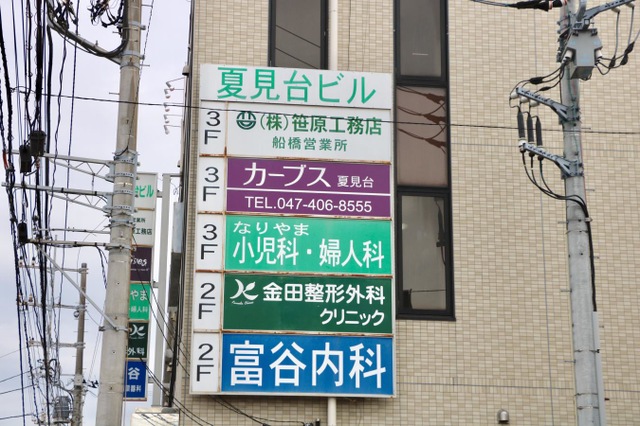 夏見台ビル
3F
(株)笹原工務店
船橋営業所
3F
カーブス 夏見台
TEL.047-406-8555
3F
なりやま
小児科・婦人科
2F
金田整形外科
クリニック
2F
富谷内科